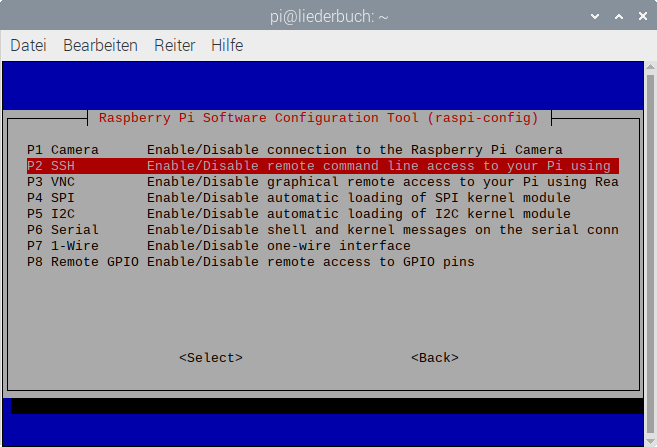 pi@liederbuch: ~
Datei Bearbeiten Reiter Hilfe
Raspberry Pi Software Configuration Tool (raspi-config)
P1 Camera Enable/Disable connection to the Raspberry Pi Camera
P2 SSH Enable/Disable remote command line access to your Pi using
P3 VNC Enable/Disable graphical remote access to your Pi using Rea
P4 SPI Enable/Disable automatic loading of SPI kernel module
P5 I2C Enable/Disable automatic loading of I2C kernel module
P6 Serial Enable/Disable shell and kernel messages on the serial conn
P7 1-Wire Enable/Disable one-wire interface
P8 Remote GPIO Enable/Disable remote access to GPIO pins
<Select> <Back>